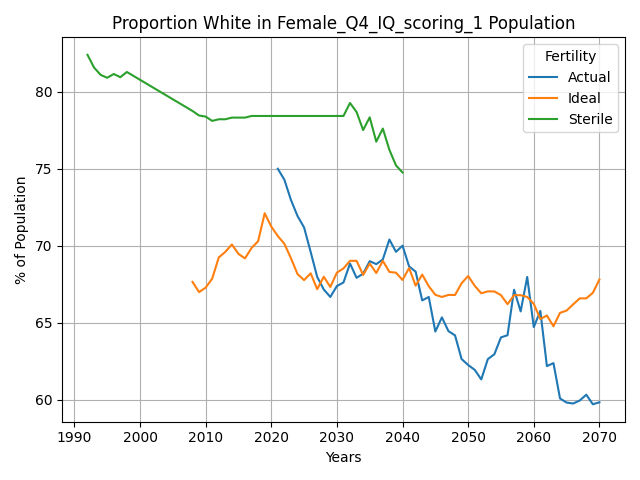 Proportion White in Female_Q4_IQ_scoring_1 Population
Fertility
Actual
Ideal
Sterile
% of Population
80
75
70
65
60
1990
2000
2010
2020
2030
2040
2050
2060
2070
Years